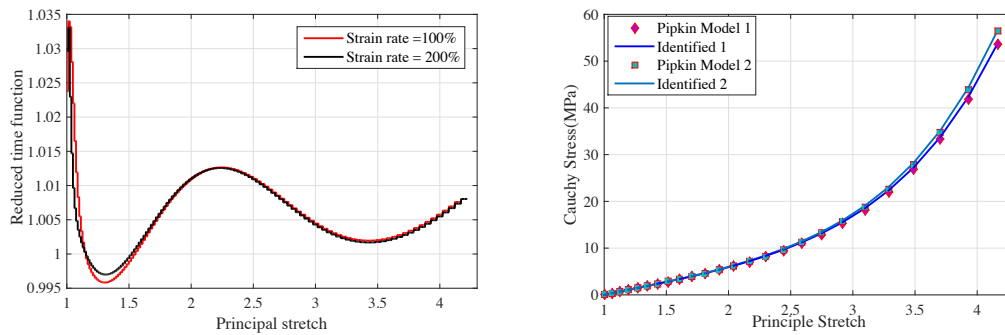 1.035
1.03
1.025
1.02
1.015
1.01
1.005
1
0.995
Reduced time function
Strain rate =100%
Strain rate = 200%
1 1.5 2 2.5 3 3.5 4
Principal stretch
60
50
40
30
20
10
0
Cauchy Stress(MPa)
Pipkin Model 1
Identified 1
Pipkin Model 2
Identified 2
1 1.5 2 2.5 3 3.5 4
Principle Stretch